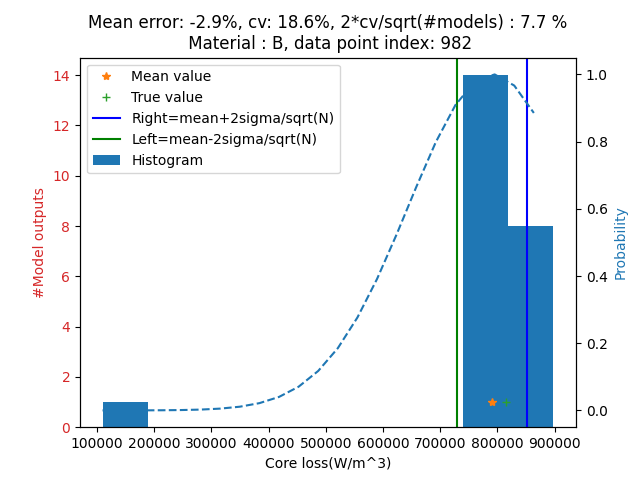 Mean error: -2.9%, cv: 18.6%, 2*cv/sqrt(#models) : 7.7 %
Material : B, data point index: 982
Mean value
True value
Right=mean+2sigma/sqrt(N)
Left=mean-2sigma/sqrt(N)
Histogram
14
12
10
8
6
4
2
0
#Model outputs
1.0
0.8
0.6
0.4
0.2
0.0
Probability
100000 200000 300000 400000 500000 600000 700000 800000 900000
Core loss(W/m^3)